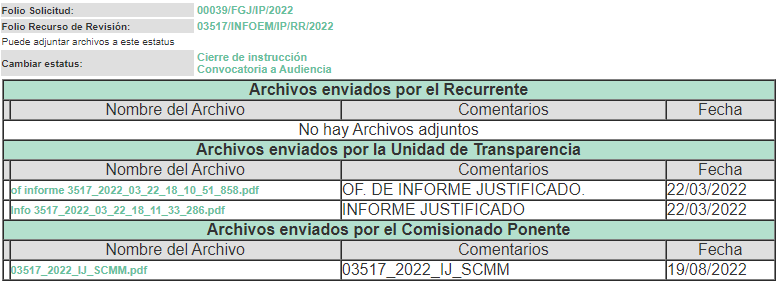 Folio Solicitud: 00039/FGJ/IP/2022
Folio Recurso de Revisión: 03517/INFOEM/IP/RR/2022
Puede adjuntar archivos a este estatus
Cambiar estatus: Cierre de instrucción
Convocatoria a Audiencia
Archivos enviados por el Recurrente
Nombre del Archivo Comentarios Fecha
No hay Archivos adjuntos
Archivos enviados por la Unidad de Transparencia
Nombre del Archivo Comentarios Fecha
of informe 3517_2022_03_22_18_10_51_858.pdf OF. DE INFORME JUSTIFICADO. 22/03/2022
Info 3517_2022_03_22_18_11_33_286.pdf INFORME JUSTIFICADO 22/03/2022
Archivos enviados por el Comisionado Ponente
Nombre del Archivo Comentarios Fecha
03517_2022_IJ_SCMM.pdf 03517_2022_IJ_SCMM 19/08/2022